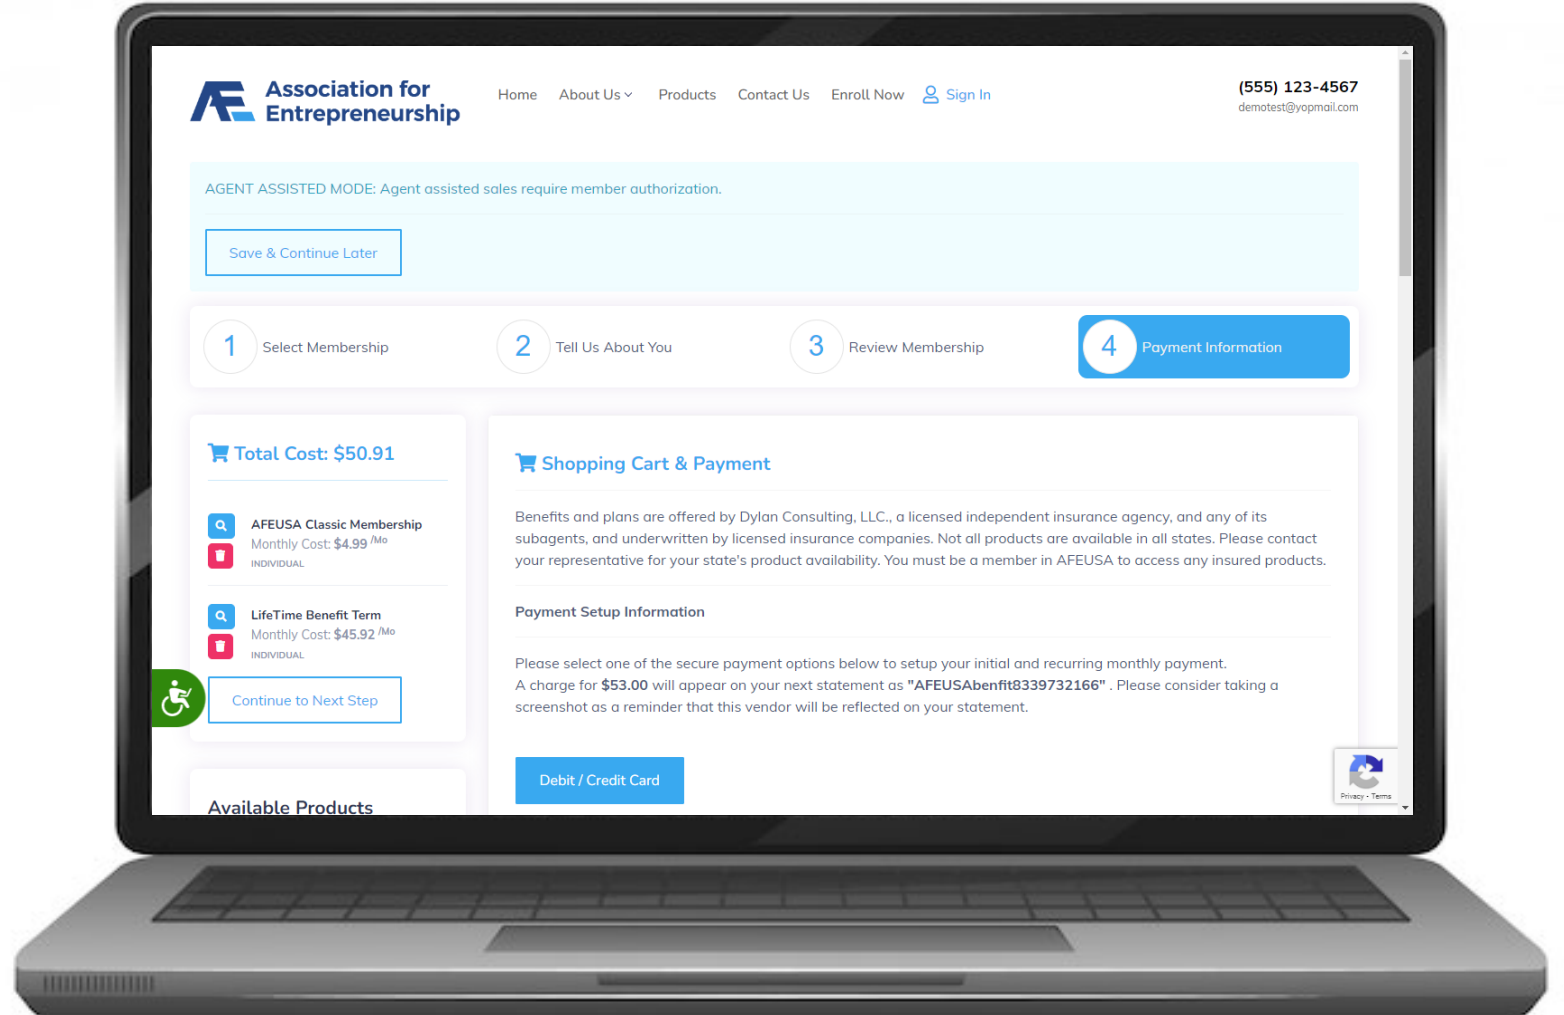 Association for
Entrepreneurship
Home About Us Products Contact Us Enroll Now Sign In
(555) 123-4567
demotest@yopmail.com
AGENT ASSISTED MODE: Agent assisted sales require member authorization.
Save & Continue Later
1 Select Membership
2 Tell Us About You
3 Review Membership
4 Payment Information
Total Cost: $50.91
AFEUSA Classic Membership
Monthly Cost: $4.99 /Mo
INDIVIDUAL
LifeTime Benefit Term
Monthly Cost: $45.92 /Mo
INDIVIDUAL
Continue to Next Step
Available Products
Shopping Cart & Payment
Benefits and plans are offered by Dylan Consulting, LLC., a licensed independent insurance agency, and any of its
subagents, and underwritten by licensed insurance companies. Not all products are available in all states. Please contact
your representative for your state's product availability. You must be a member in AFEUSA to access any insured products.
Payment Setup Information
Please select one of the secure payment options below to setup your initial and recurring monthly payment.
A charge for $53.00 will appear on your next statement as "AFEUSAbenfit8339732166" . Please consider taking a
screenshot as a reminder that this vendor will be reflected on your statement.
Debit / Credit Card
Privacy - Terms